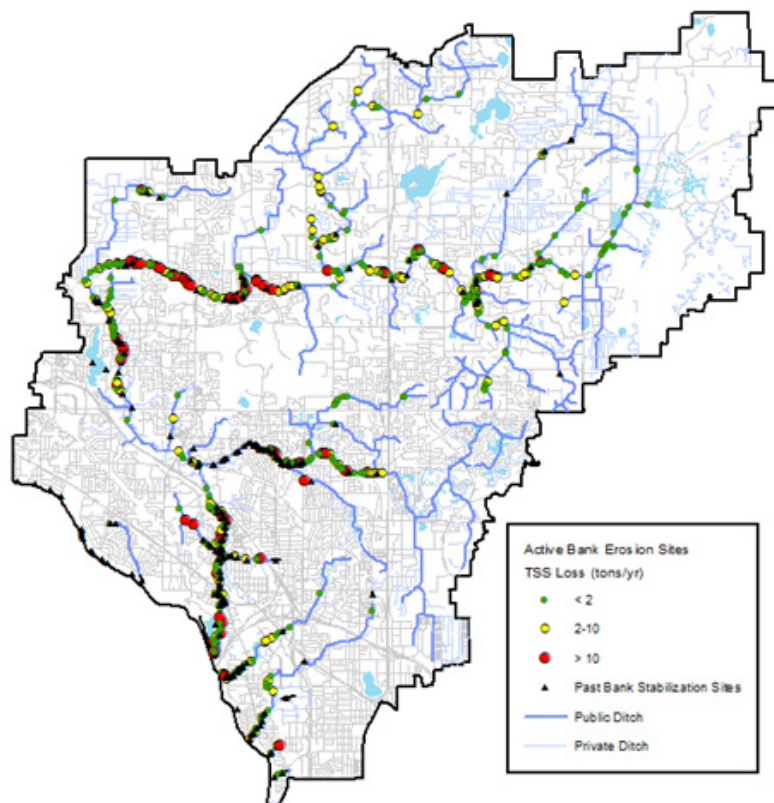 Active Bank Erosion Sites
TSS Loss (tons/yr)
< 2
2-10
> 10
Past Bank Stabilization Sites
Public Ditch
Private Ditch